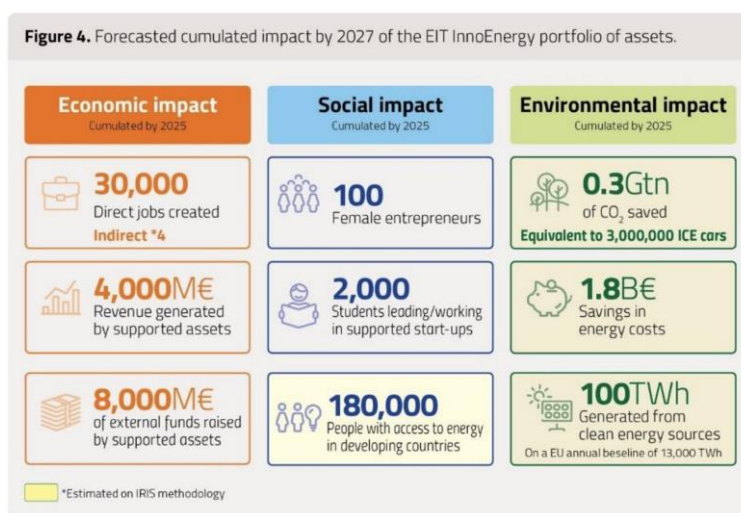 Figure 4. Forecasted cumulated impact by 2027 of the EIT InnoEnergy portfolio of assets.
Economic impact
Cumulated by 2025
30,000
Direct jobs created
Indirect *4
4,000M€
Revenue generated
by supported assets
8,000M€
of external funds raised
by supported assets
Social impact
Cumulated by 2025
100
Female entrepreneurs
2,000
Students leading/working
in supported start-ups
180,000
People with access to energy
in developing countries
Environmental impact
Cumulated by 2025
0.3Gtn
of CO₂ saved
Equivalent to 3,000,000 ICE cars
1.8B€
Savings in
energy costs
100TWh
Generated from
clean energy sources
On a EU annual baseline of 13,000 TWh
*Estimated on IRIS methodology